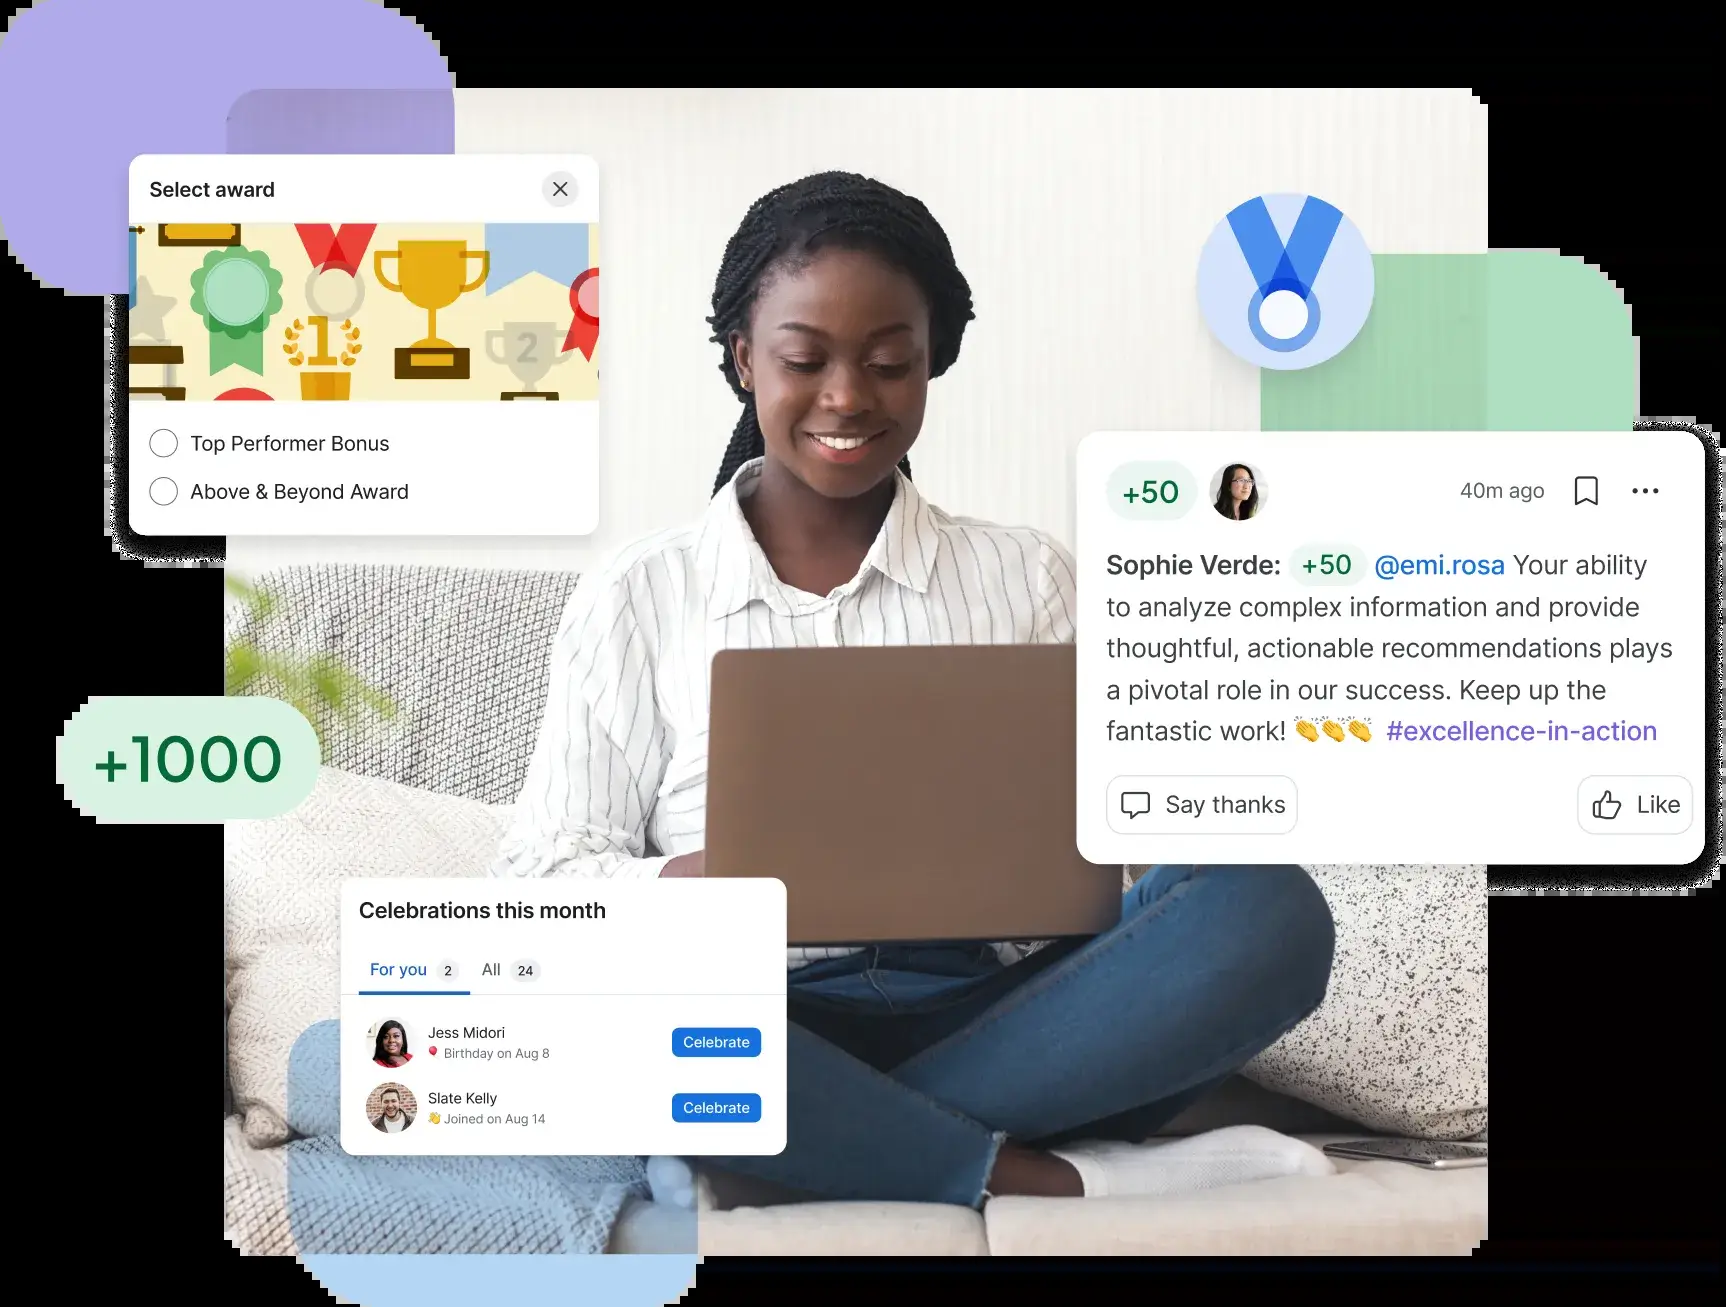 Select award
1
2
Top Performer Bonus
Above & Beyond Award
+50
40m ago
Sophie Verde: +50 @emi.rosa Your ability
to analyze complex information and provide
thoughtful, actionable recommendations plays
a pivotal role in our success. Keep up the
fantastic work! 👏👏👏 #excellence-in-action
Say thanks
Like
+1000
Celebrations this month
For you 2 All 24
Jess Midori
🎈 Birthday on Aug 8
Celebrate
Slate Kelly
👋 Joined on Aug 14
Celebrate